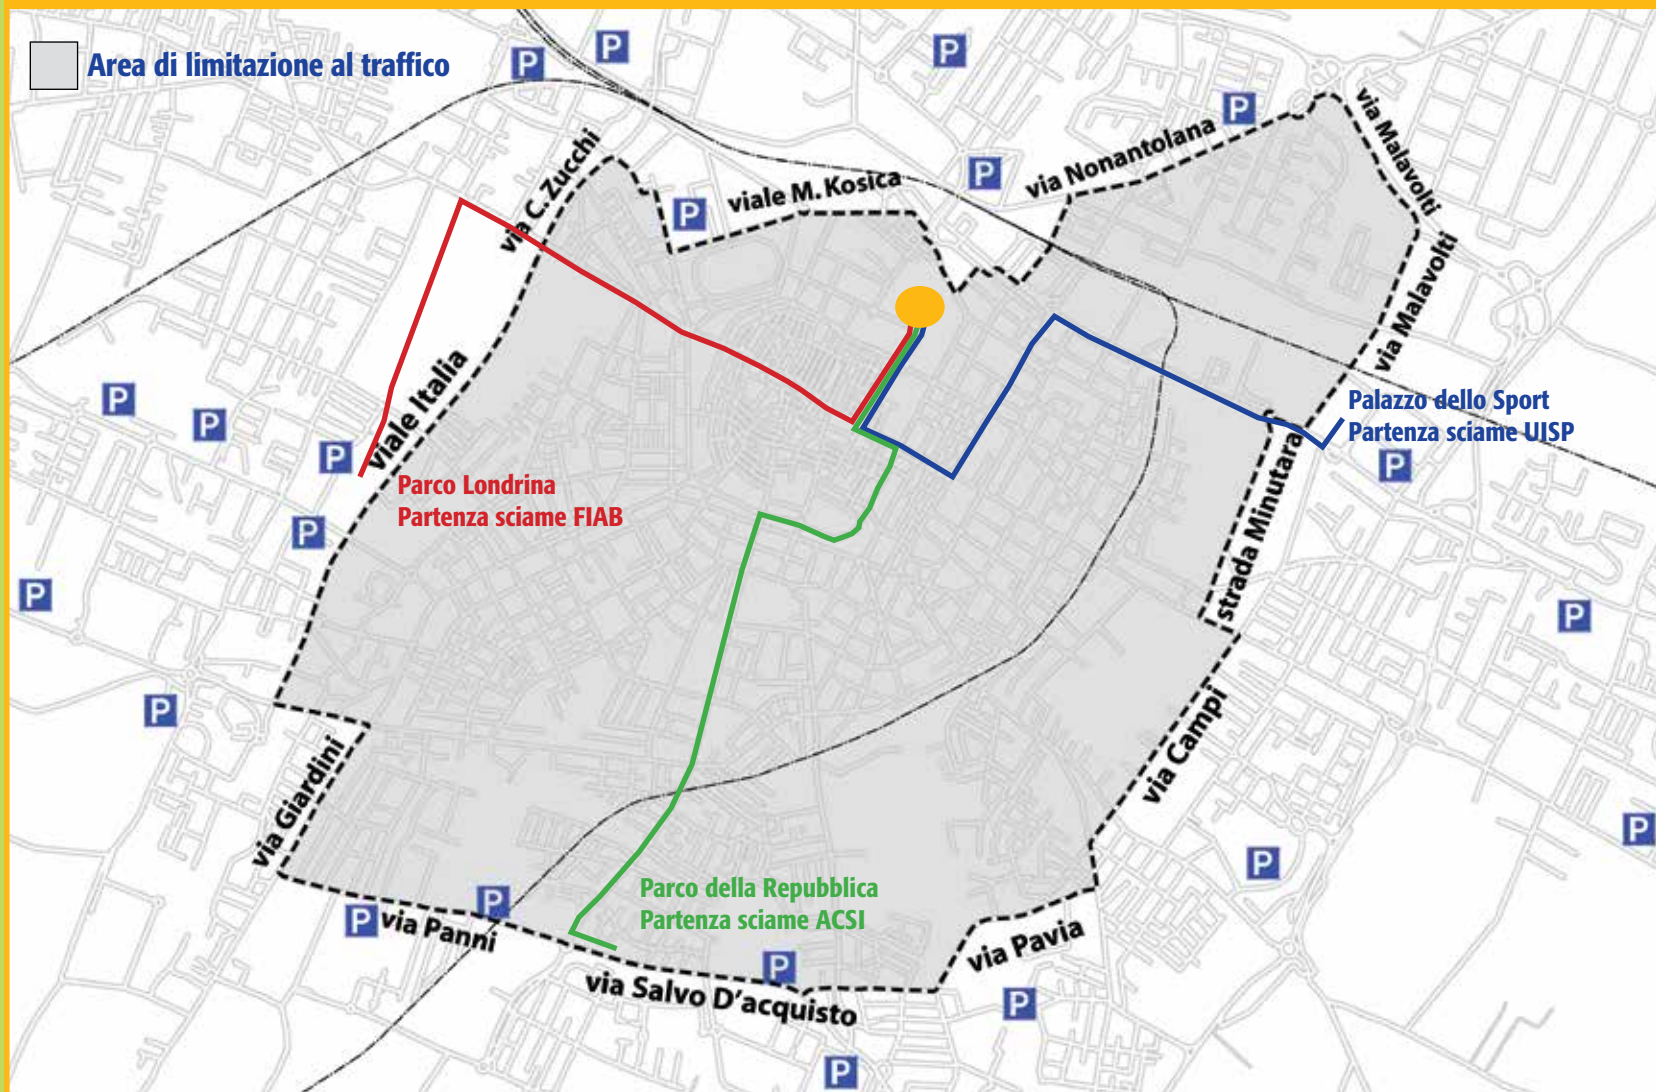 Area di limitazione al traffico
P
P
P
P
via Malavolti
via Nonantolana
via C. Zucchi
P
viale M. Kosica
P
via Malavolti
viale Italia
P
P
P
Palazzo dello Sport
Partenza sciame UISP
P
Parco Londrina
Partenza sciame FIAB
P
strada Minutara
P
P
P
via Campi
via Giardini
P
P
Parco della Repubblica
Partenza sciame ACSI
P
P
via Panni
via Pavia
P
via Salvo D'acquisto
P
P